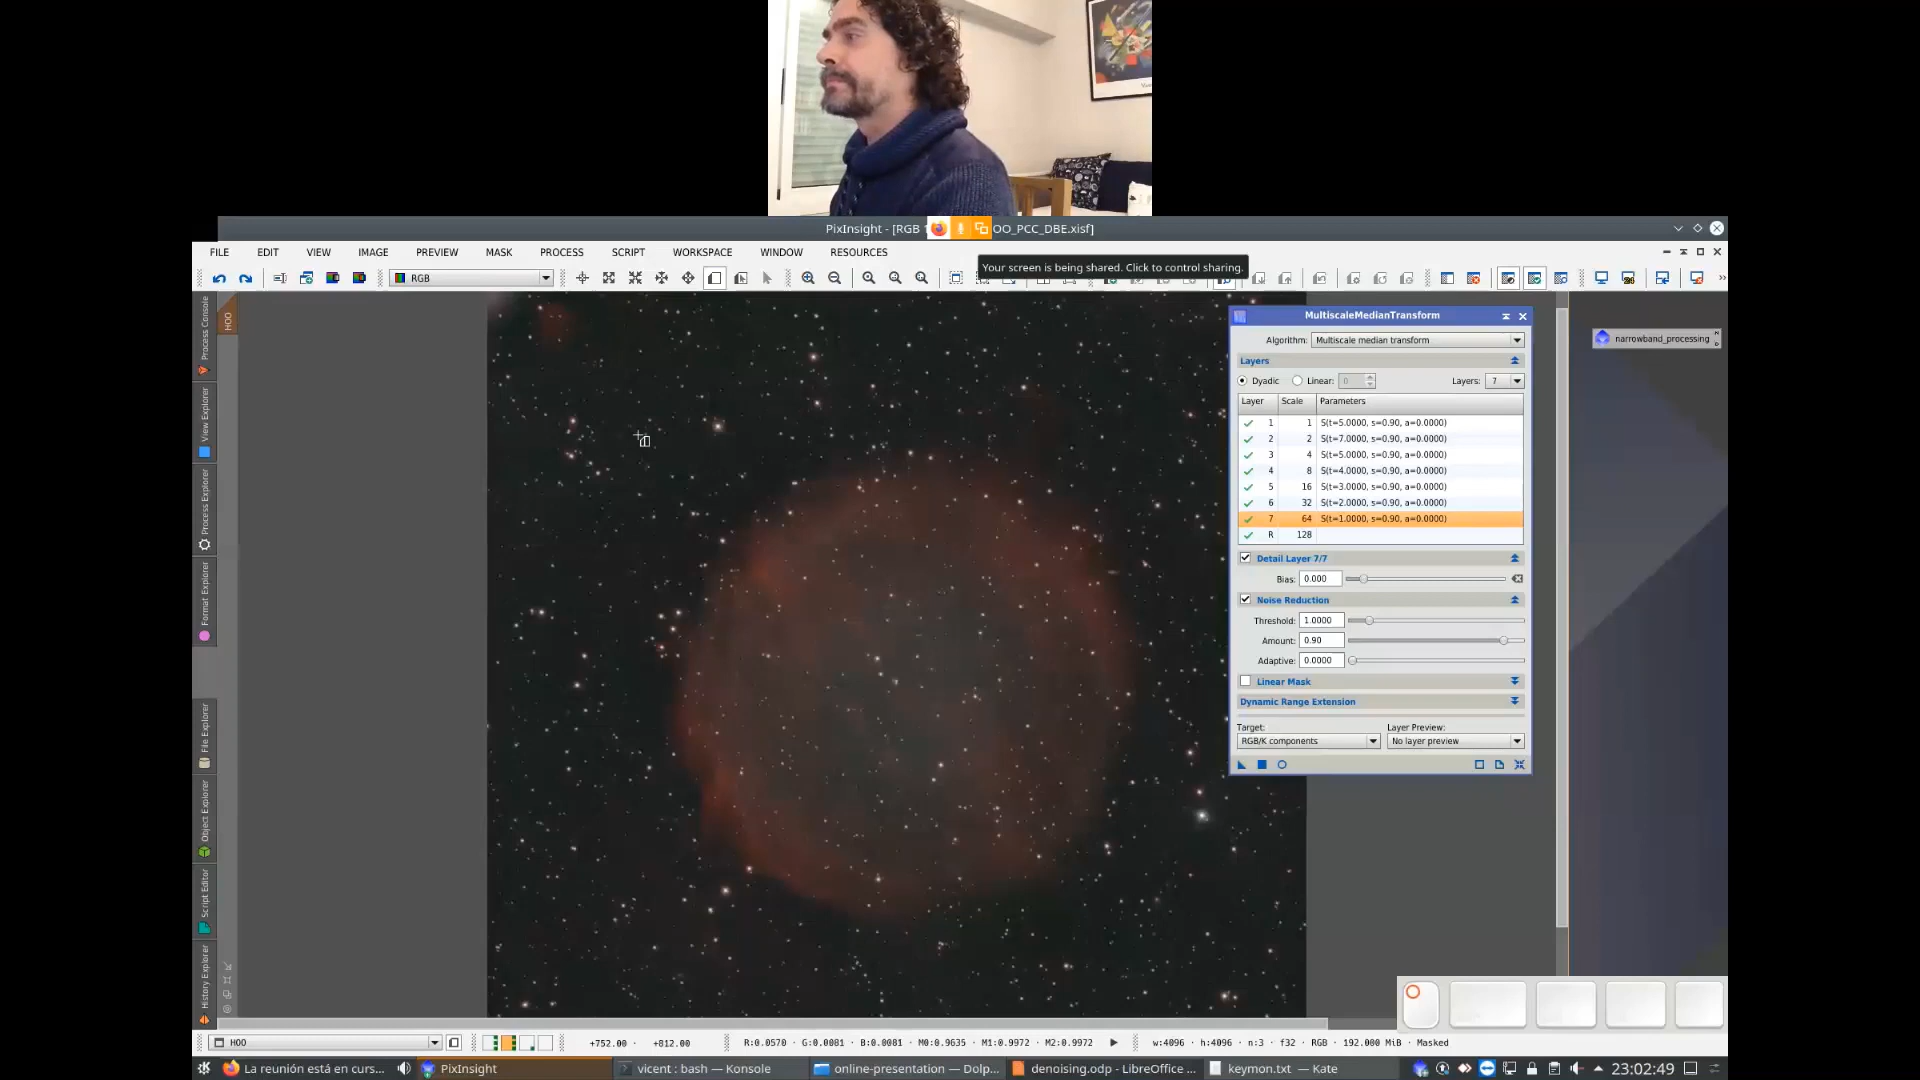 PixInsight - [RGB
OO_PCC_DBE.xisf]
FILE EDIT VIEW IMAGE PREVIEW MASK PROCESS SCRIPT WORKSPACE WINDOW RESOURCES
RGB
Your screen is being shared. Click to control sharing.
Process Console
View Explorer
Process Explorer
Format Explorer
File Explorer
Object Explorer
Script Editor
History Explorer
HOO
MultiscaleMedianTransform
Algorithm: Multiscale median transform
Layers
Dyadic Linear: 0 Layers: 7
Layer Scale Parameters
1 1 S(t=5.0000, s=0.90, a=0.0000)
2 2 S(t=7.0000, s=0.90, a=0.0000)
3 4 S(t=5.0000, s=0.90, a=0.0000)
4 8 S(t=4.0000, s=0.90, a=0.0000)
5 16 S(t=3.0000, s=0.90, a=0.0000)
6 32 S(t=2.0000, s=0.90, a=0.0000)
7 64 S(t=1.0000, s=0.90, a=0.0000)
R 128
Detail Layer 7/7
Bias: 0.000
Noise Reduction
Threshold: 1.0000
Amount: 0.90
Adaptive: 0.0000
Linear Mask
Dynamic Range Extension
Target: Layer Preview:
RGB/K components No layer preview
narrowband_processing
HOO +752.00 · +812.00 R:0.0570 · G:0.0081 · B:0.0081 · M0:0.9635 · M1:0.9972 · M2:0.9972 w:4096 · h:4096 · n:3 · f32 · RGB · 192.000 MiB · Masked
La reunión está en curs... PixInsight vicent : bash — Konsole online-presentation — Dolp... denoising.odp - LibreOffice ... keymon.txt — Kate 23:02:49